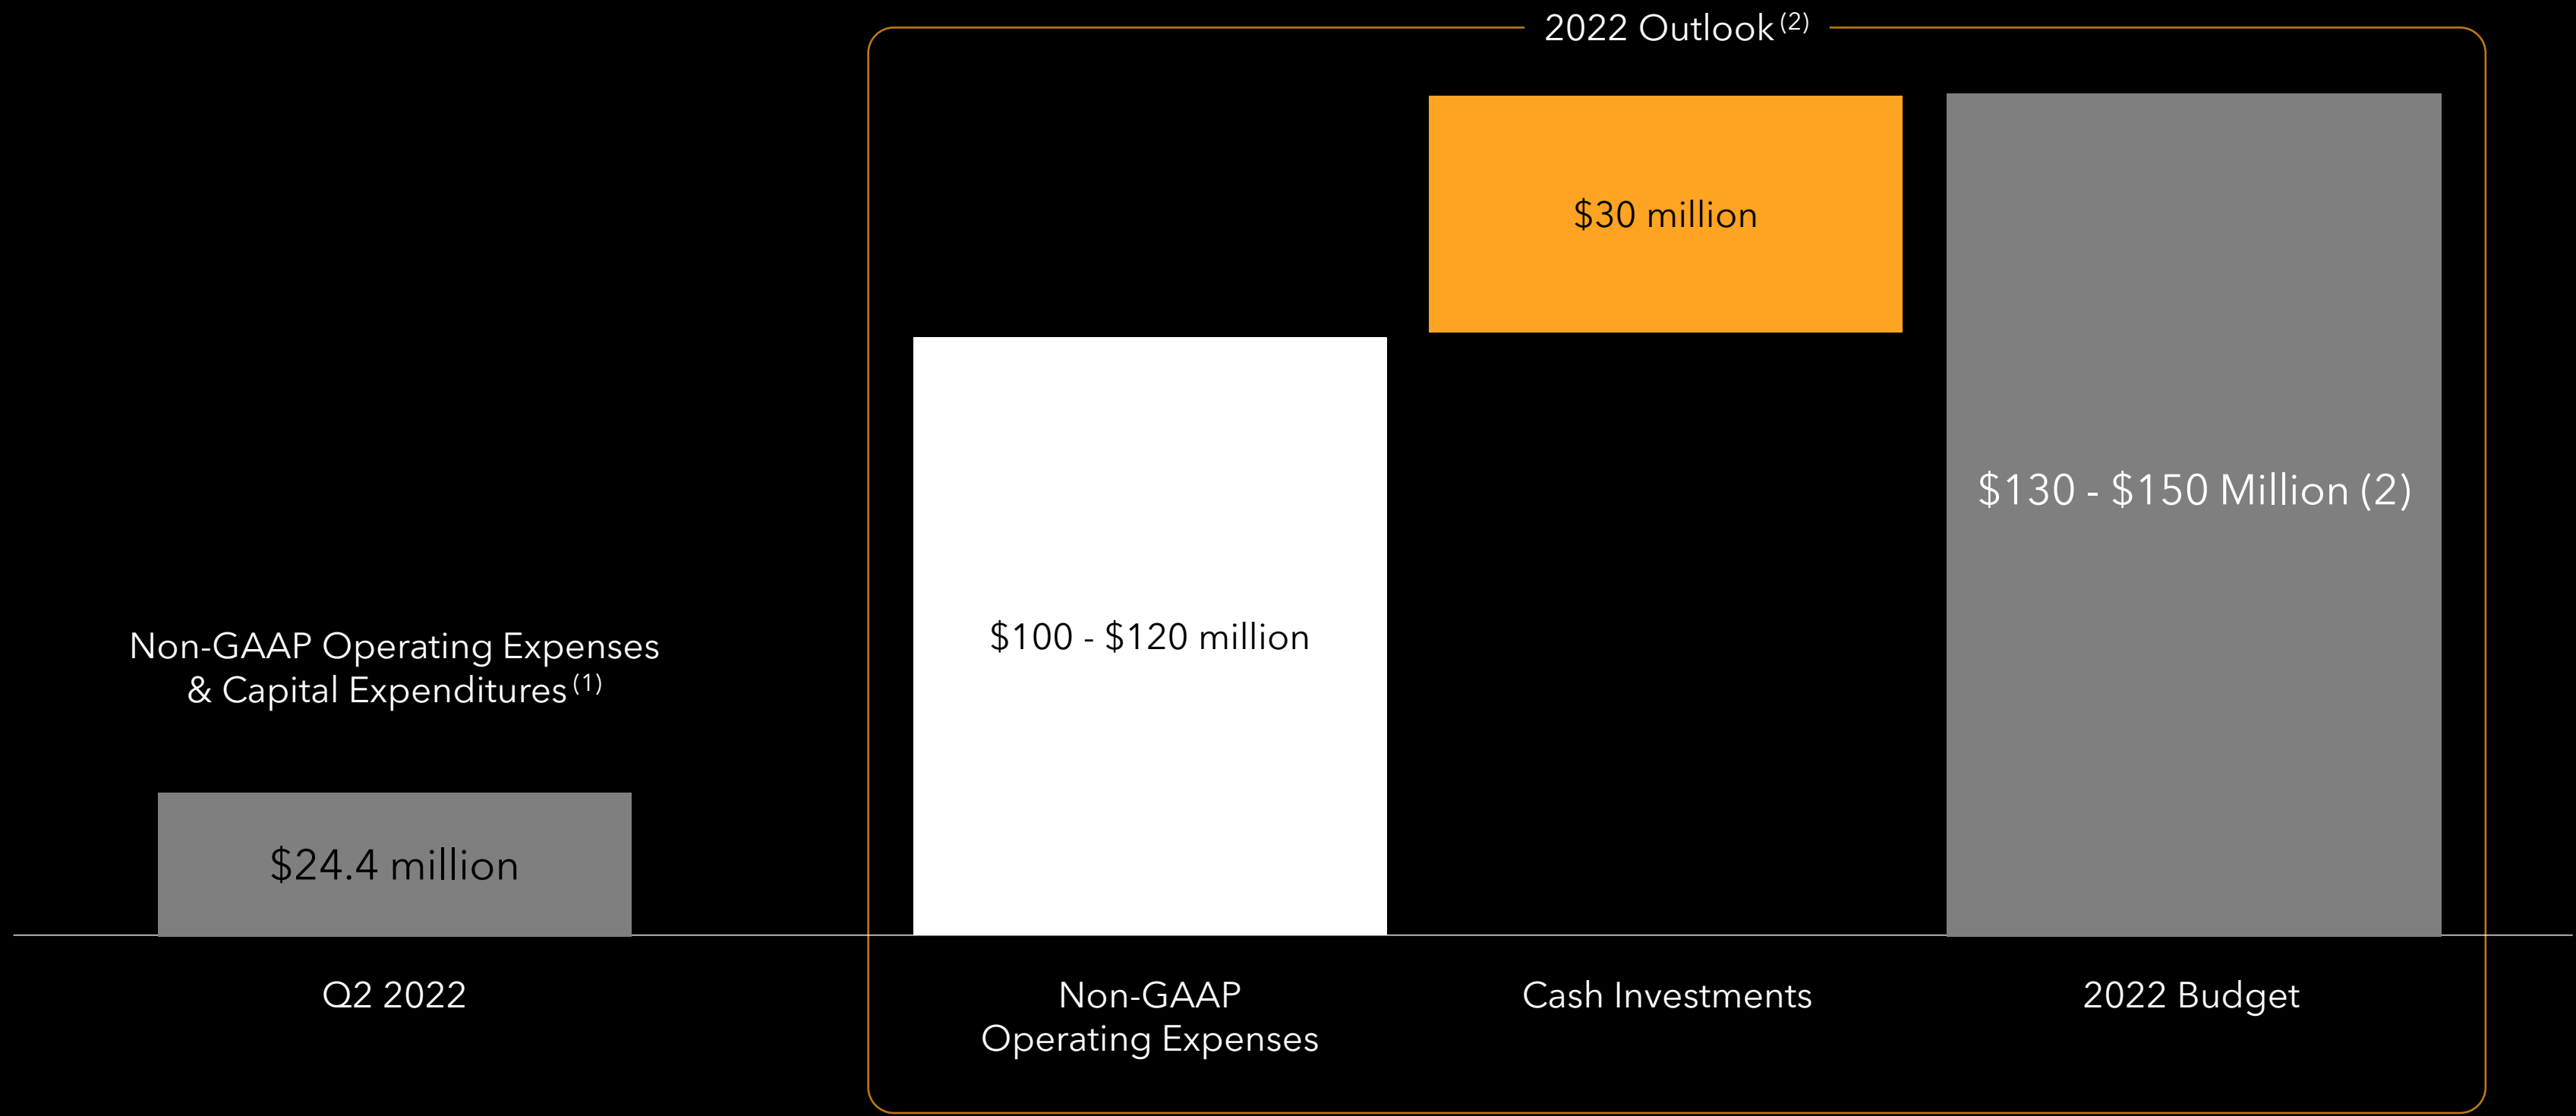 2022 Outlook (2)
$30 million
$130 - $150 Million (2)
$100 - $120 million
Non-GAAP Operating Expenses
& Capital Expenditures (1)
$24.4 million
Q2 2022
Non-GAAP
Operating Expenses
Cash Investments
2022 Budget